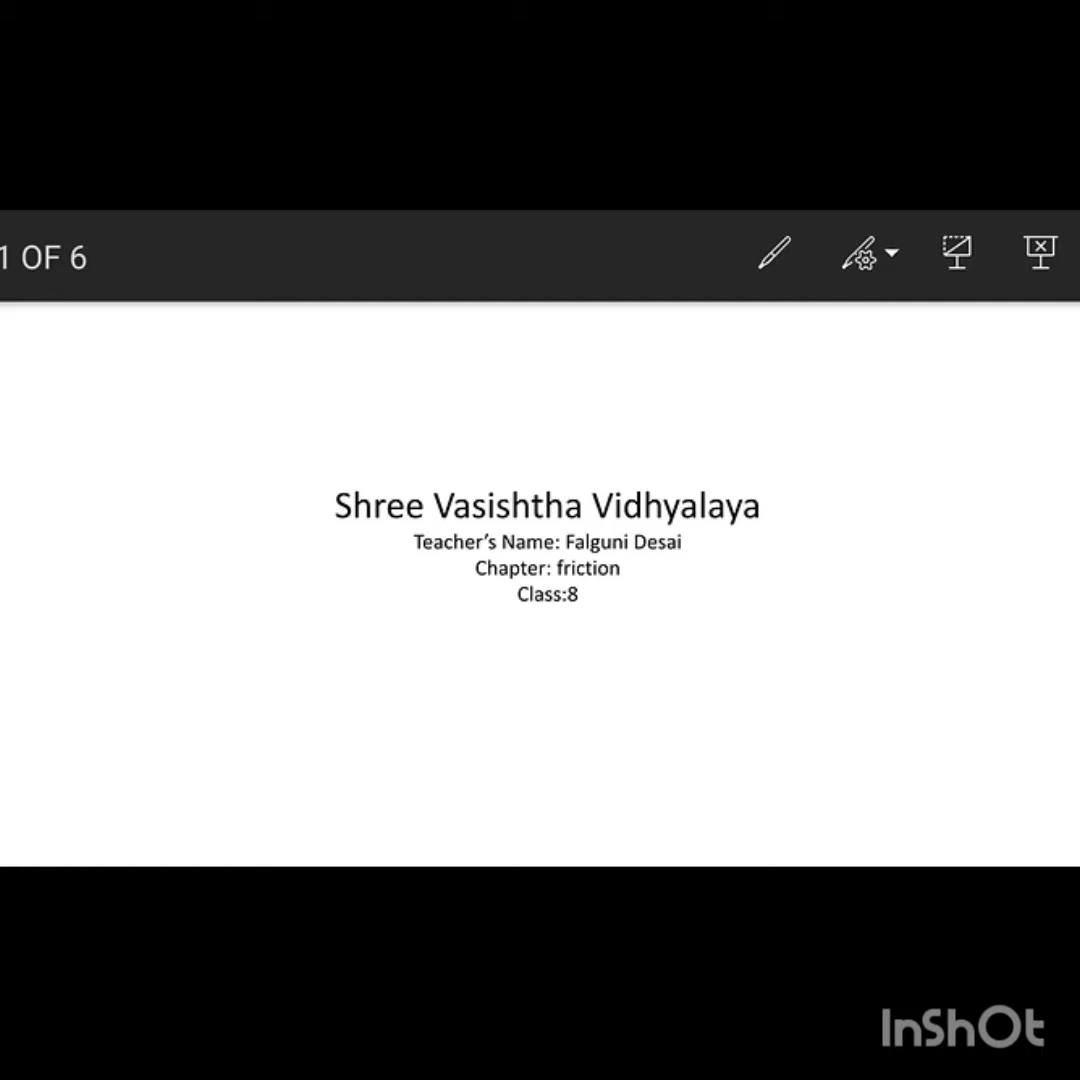 1 OF 6
Shree Vasishtha Vidhyalaya
Teacher’s Name: Falguni Desai
Chapter: friction
Class:8
InShOt